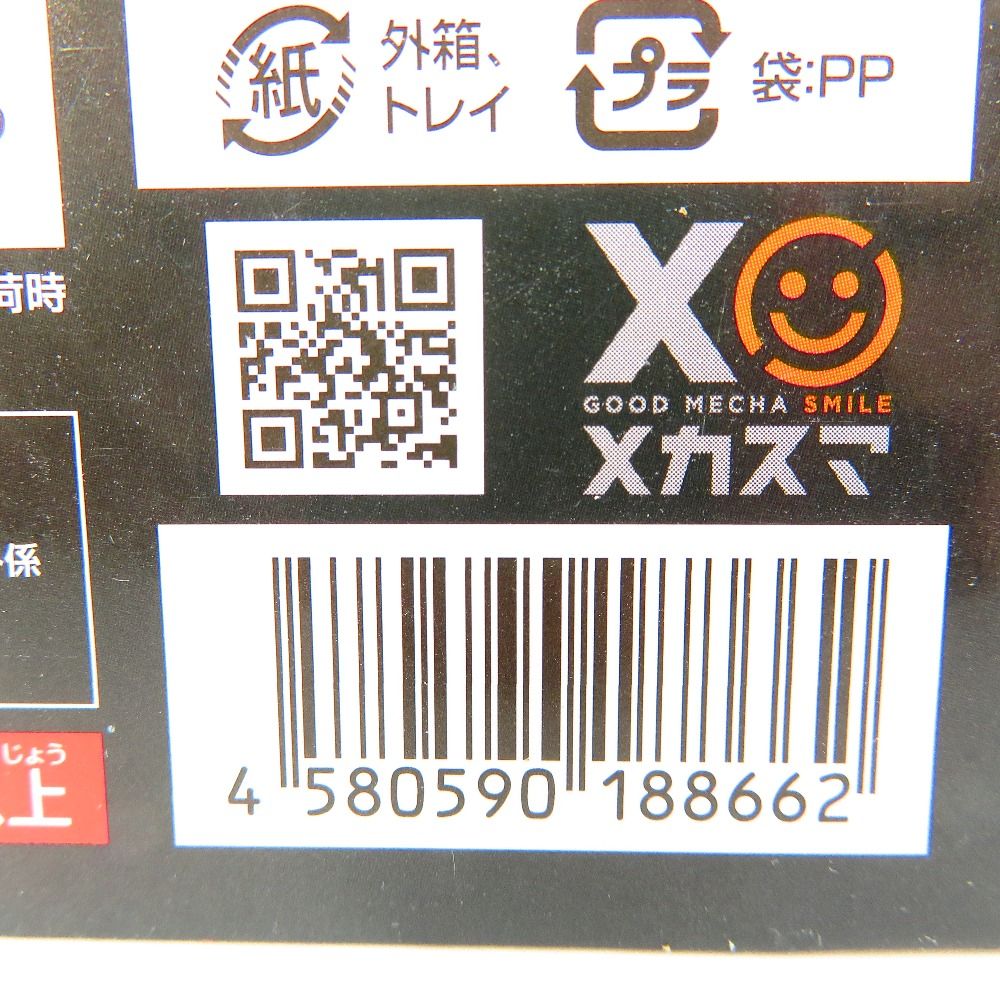 紙
外箱、
トレイ
プラ
袋:PP
荷時
X
GOOD MECHA SMILE
メカスマ
係
じょう
上
4 580590 188662